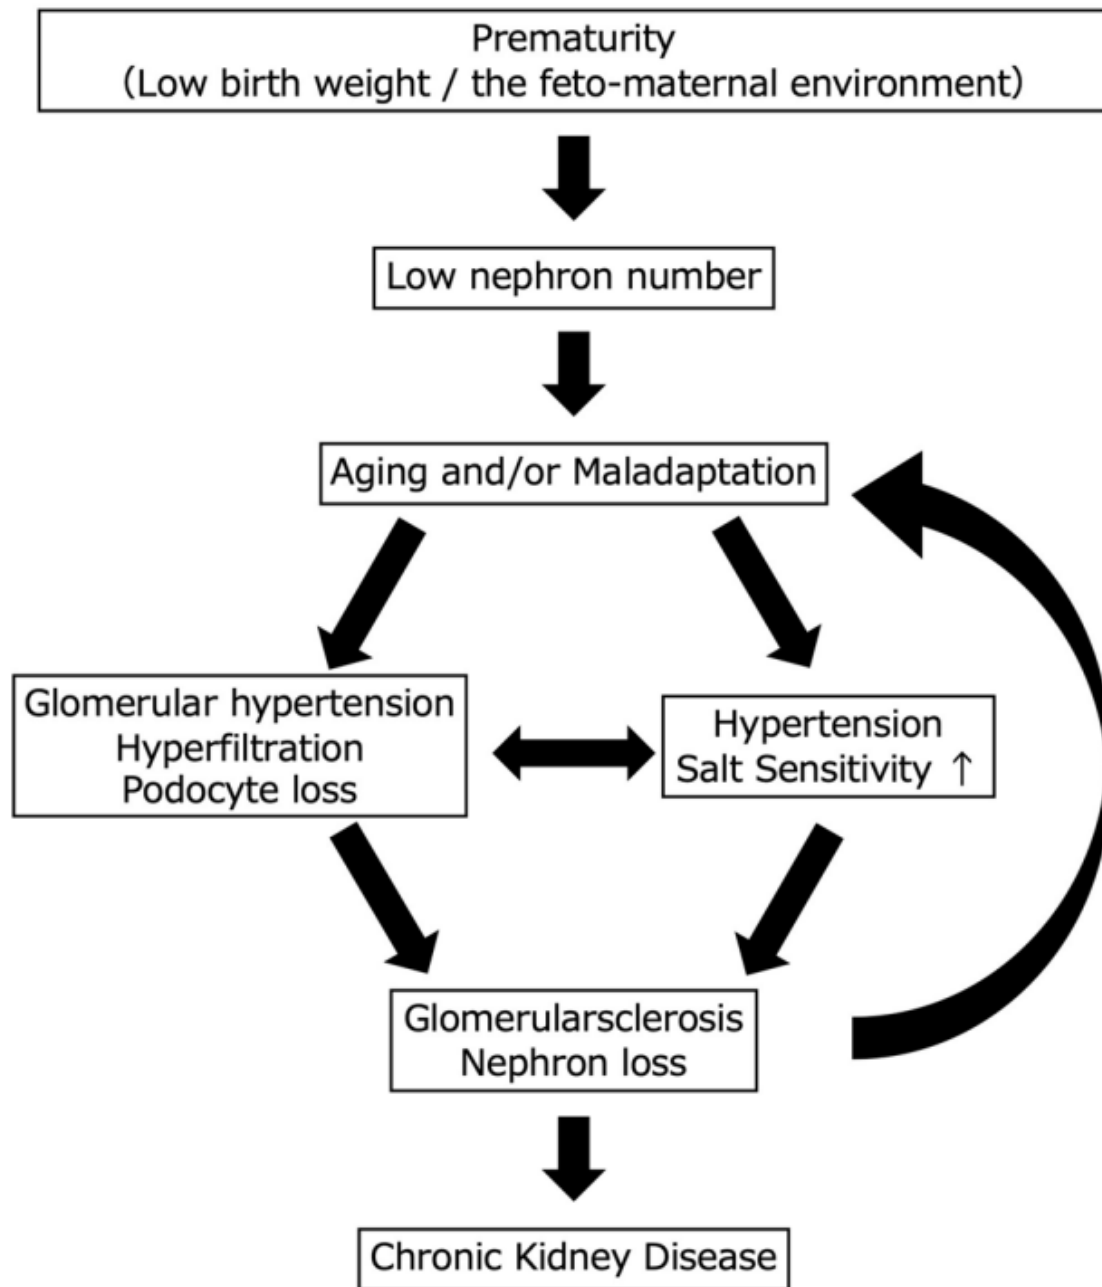 Prematurity
(Low birth weight / the feto-maternal environment)
Low nephron number
Aging and/or Maladaptation
Glomerular hypertension
Hyperfiltration
Podocyte loss
Hypertension
Salt Sensitivity ↑
Glomerularsclerosis
Nephron loss
Chronic Kidney Disease